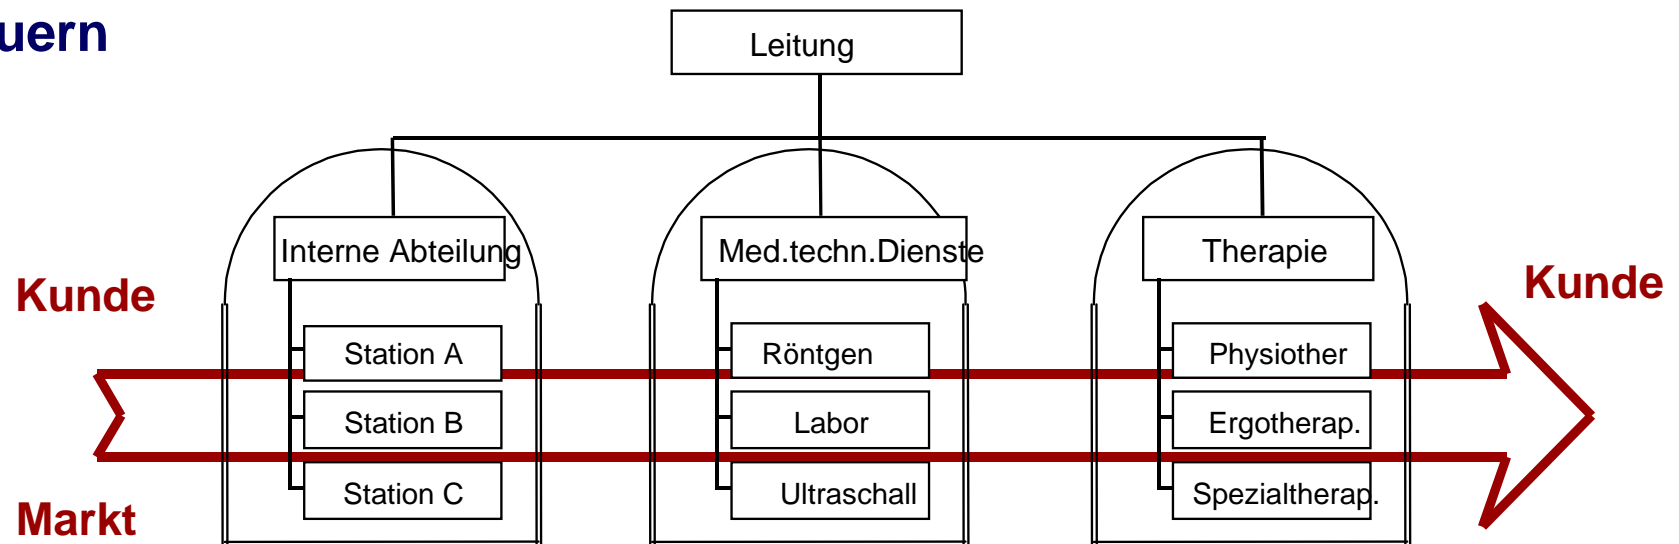 uern
Leitung
Interne Abteilung
Med.techn.Dienste
Therapie
Kunde
Kunde
Station A
Röntgen
Physiother
Station B
Labor
Ergotherap.
Station C
Ultraschall
Spezialtherap.
Markt